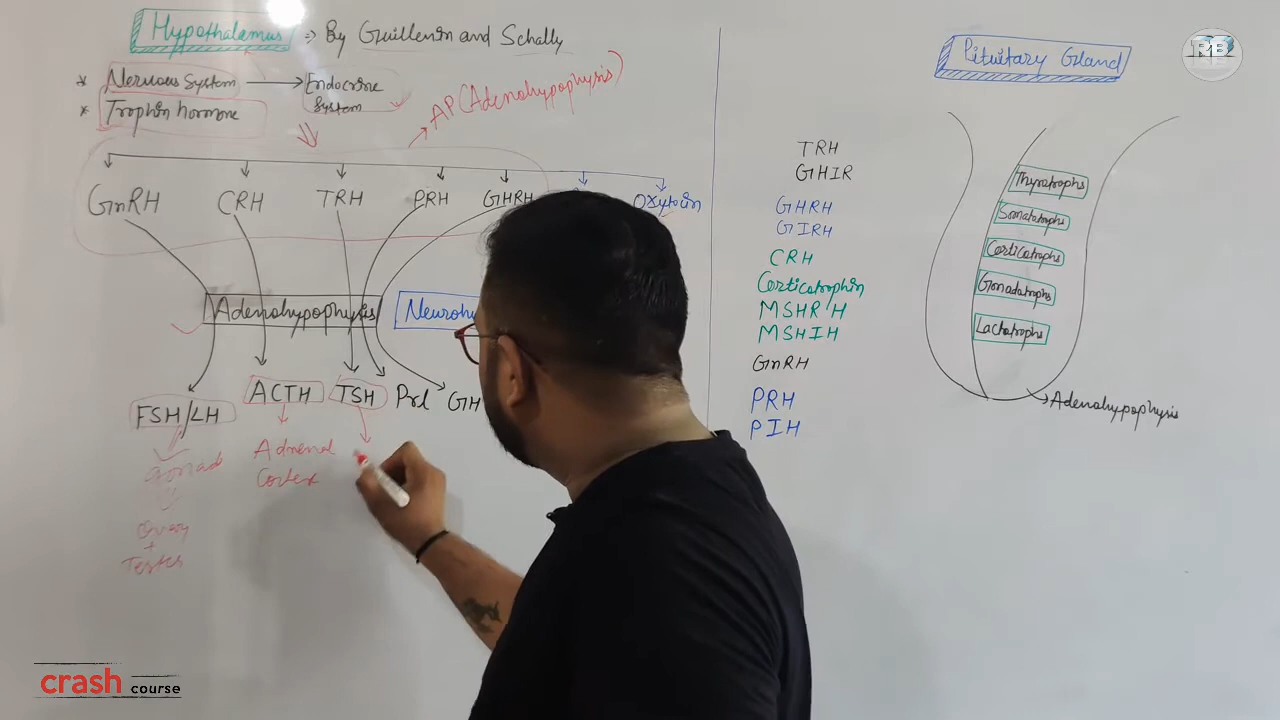 Hypothalamus => By Guillenin and Schally
* Nervous System → Endocrine System
* Trophin hormone
→ AP (Adenohypophysis)
GnRH CRH TRH PRH GHRH Oxytocin
Adenohypophysis
FSH/LH ACTH TSH Prl GH
Gonad
Ovary
+
Testes
Adrenal
Cortex
Pituitary Gland
TRH
GHIR
GHRH
GIRH
CRH
Corticotrophin
MSHRH
MSHIH
GnRH
PRH
PIH
Thyrotrophs
Somatotrophs
Corticotrophs
Gonadotrophs
Lactotrophs
→ Adenohypophysis
RB
crash course